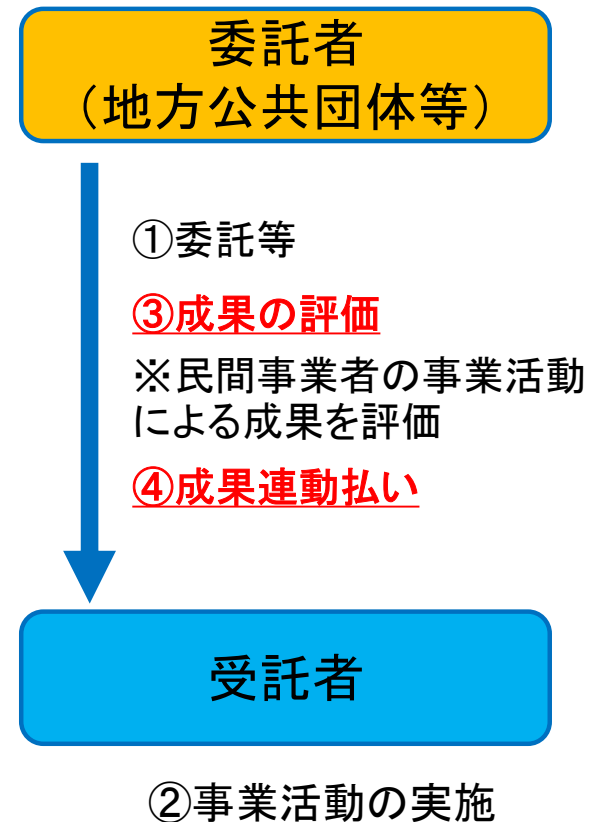 委託者
（地方公共団体等）
①委託等
③成果の評価
※民間事業者の事業活動
による成果を評価
④成果連動払い
受託者
②事業活動の実施